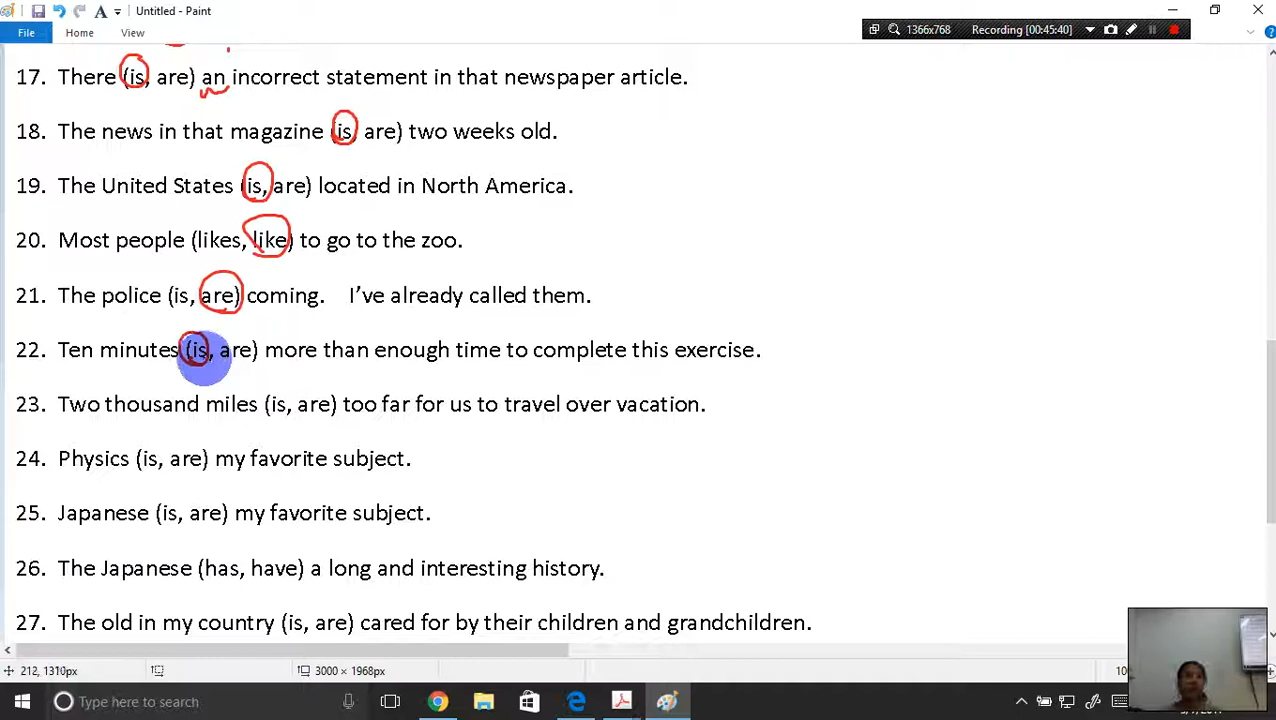 Untitled - Paint
1366x768
Recording [00:45:40]
File Home View
17. There (is, are) an incorrect statement in that newspaper article.
18. The news in that magazine (is, are) two weeks old.
19. The United States (is, are) located in North America.
20. Most people (likes, like) to go to the zoo.
21. The police (is, are) coming. I've already called them.
22. Ten minutes (is, are) more than enough time to complete this exercise.
23. Two thousand miles (is, are) too far for us to travel over vacation.
24. Physics (is, are) my favorite subject.
25. Japanese (is, are) my favorite subject.
26. The Japanese (has, have) a long and interesting history.
27. The old in my country (is, are) cared for by their children and grandchildren.
212, 1310px
3000 × 1968px
Type here to search